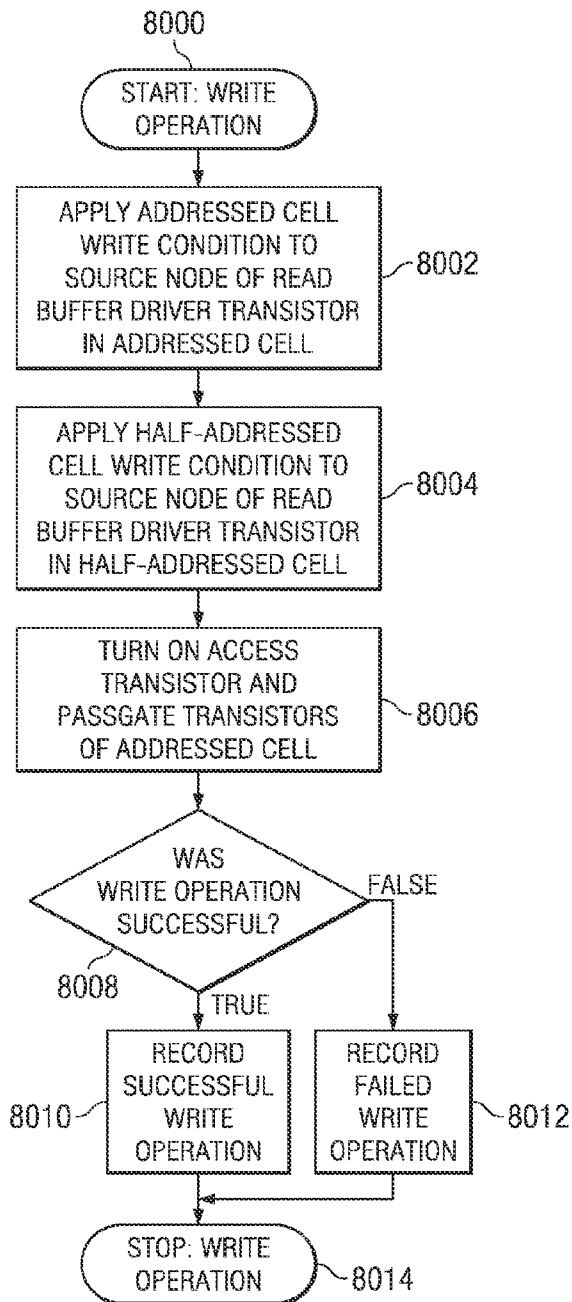 8000
START: WRITE
OPERATION
APPLY ADDRESSED CELL
WRITE CONDITION TO
SOURCE NODE OF READ
BUFFER DRIVER TRANSISTOR
IN ADDRESSED CELL
8002
APPLY HALF-ADDRESSED
CELL WRITE CONDITION TO
SOURCE NODE OF READ
BUFFER DRIVER TRANSISTOR
IN HALF-ADDRESSED CELL
8004
TURN ON ACCESS
TRANSISTOR AND
PASSGATE TRANSISTORS
OF ADDRESSED CELL
8006
WAS
WRITE OPERATION
SUCCESSFUL?
FALSE
8008
TRUE
RECORD
SUCCESSFUL
WRITE
OPERATION
8010
RECORD
FAILED
WRITE
OPERATION
8012
STOP: WRITE
OPERATION
8014